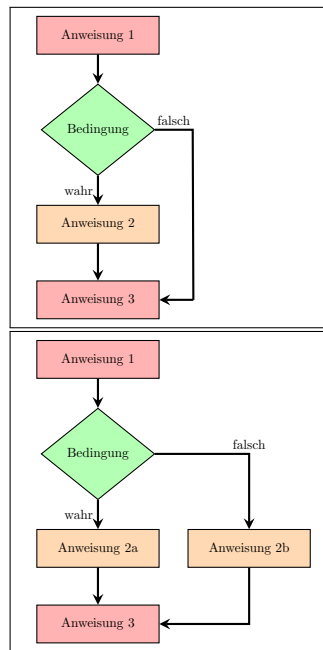 Anweisung 1
falsch
Bedingung
wahr
Anweisung 2
Anweisung 3
Anweisung 1
falsch
Bedingung
wahr
Anweisung 2a
Anweisung 2b
Anweisung 3